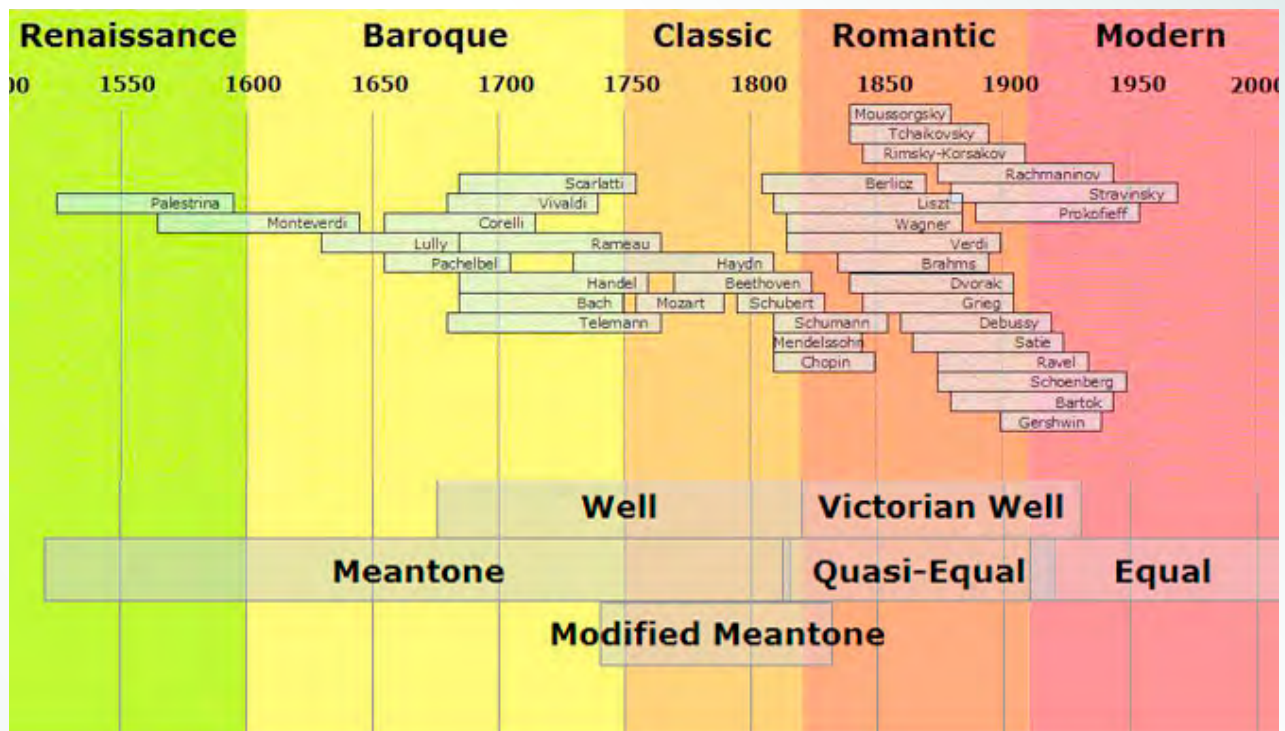 Renaissance Baroque Classic Romantic Modern
00 1550 1600 1650 1700 1750 1800 1850 1900 1950 2000
Moussorgsky
Tchaikovsky
Rimsky-Korsakov
Rachmaninov
Scarlatti Berlioz
Stravinsky
Palestrina Vivaldi Liszt
Prokofieff
Monteverdi Corelli Wagner
Lully Rameau Verdi
Pachelbel Haydn Brahms
Handel Beethoven Dvorak
Bach Mozart Schubert Grieg
Telemann Schumann Debussy
Mendelssohn Satie
Chopin Ravel
Schoenberg
Bartok
Gershwin
Well Victorian Well
Meantone Quasi-Equal Equal
Modified Meantone